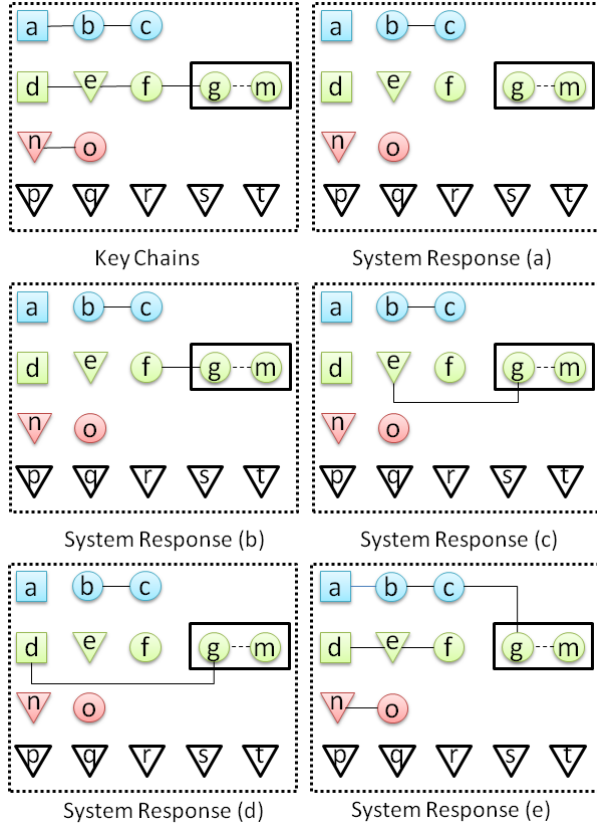 a b c a b c
d e f g m d e f g m
n o n o
p q r s t p q r s t
Key Chains System Response (a)
a b c a b c
d e f g m d e f g m
n o n o
p q r s t p q r s t
System Response (b) System Response (c)
a b c a b c
d e f g m d e f g m
n o n o
p q r s t p q r s t
System Response (d) System Response (e)